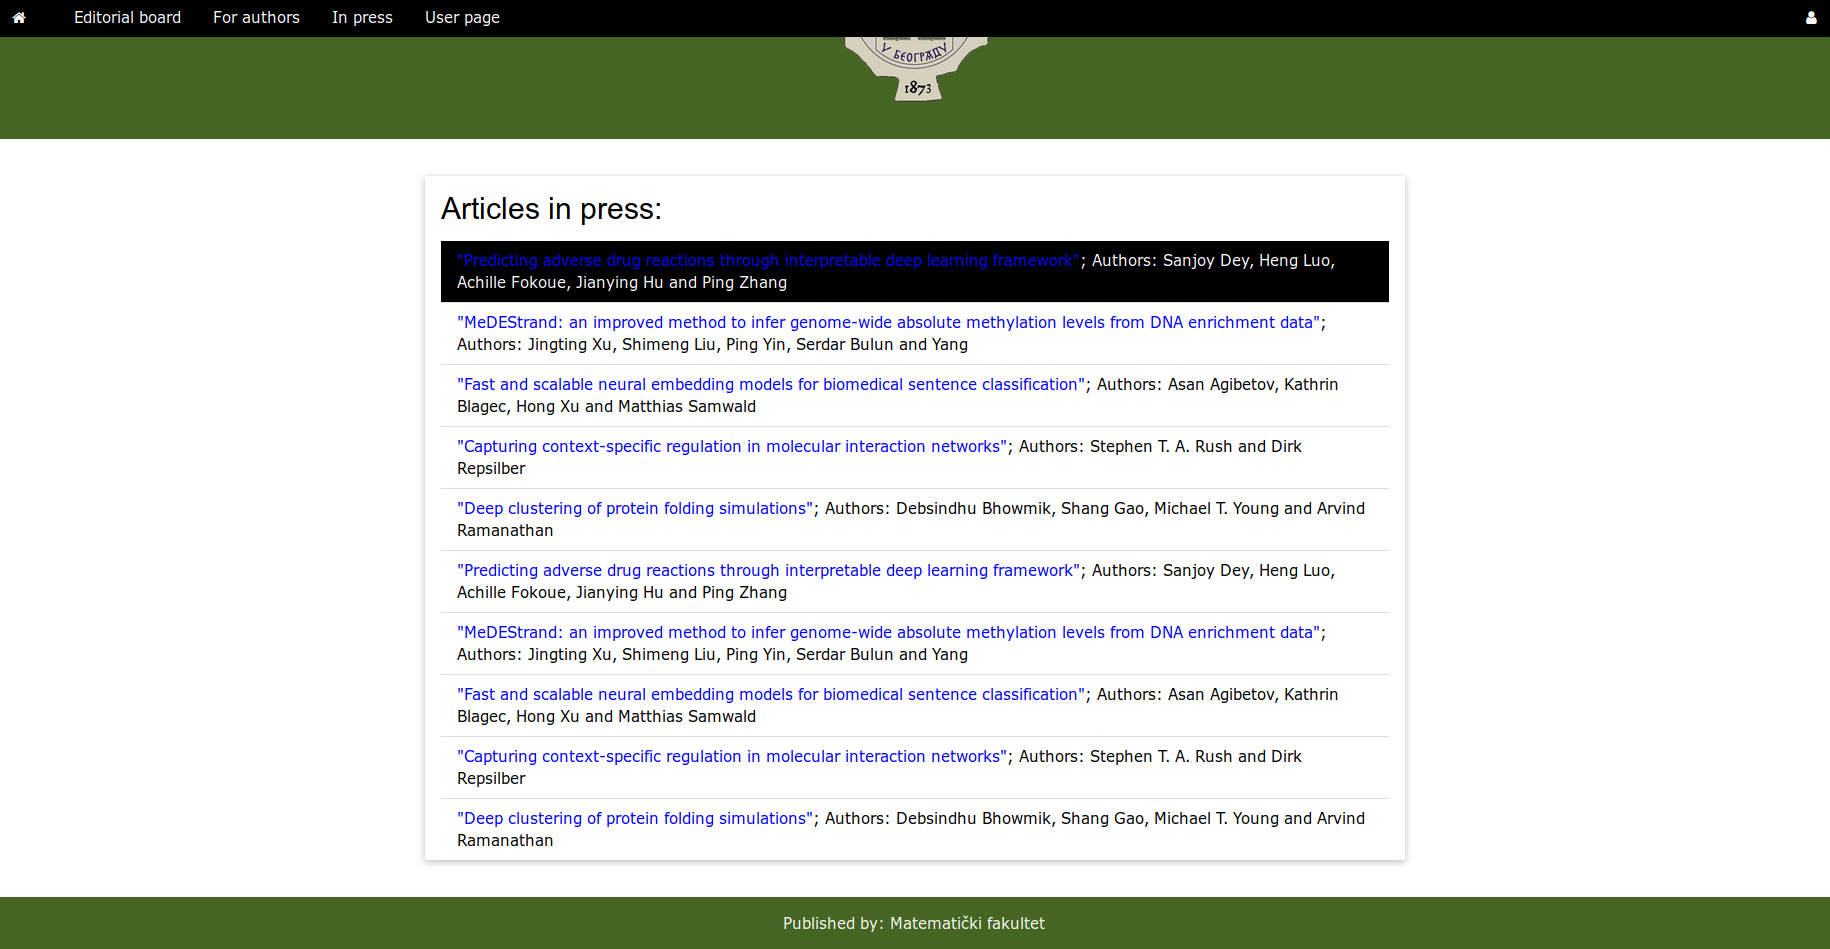 Editorial board For authors In press User page
У БЕОГРАДУ
1873
Articles in press:
"Predicting adverse drug reactions through interpretable deep learning framework"; Authors: Sanjoy Dey, Heng Luo,
Achille Fokoue, Jianying Hu and Ping Zhang
"MeDEStrand: an improved method to infer genome-wide absolute methylation levels from DNA enrichment data";
Authors: Jingting Xu, Shimeng Liu, Ping Yin, Serdar Bulun and Yang
"Fast and scalable neural embedding models for biomedical sentence classification"; Authors: Asan Agibetov, Kathrin
Blagec, Hong Xu and Matthias Samwald
"Capturing context-specific regulation in molecular interaction networks"; Authors: Stephen T. A. Rush and Dirk
Repsilber
"Deep clustering of protein folding simulations"; Authors: Debsindhu Bhowmik, Shang Gao, Michael T. Young and Arvind
Ramanathan
"Predicting adverse drug reactions through interpretable deep learning framework"; Authors: Sanjoy Dey, Heng Luo,
Achille Fokoue, Jianying Hu and Ping Zhang
"MeDEStrand: an improved method to infer genome-wide absolute methylation levels from DNA enrichment data";
Authors: Jingting Xu, Shimeng Liu, Ping Yin, Serdar Bulun and Yang
"Fast and scalable neural embedding models for biomedical sentence classification"; Authors: Asan Agibetov, Kathrin
Blagec, Hong Xu and Matthias Samwald
"Capturing context-specific regulation in molecular interaction networks"; Authors: Stephen T. A. Rush and Dirk
Repsilber
"Deep clustering of protein folding simulations"; Authors: Debsindhu Bhowmik, Shang Gao, Michael T. Young and Arvind
Ramanathan
Published by: Matematički fakultet